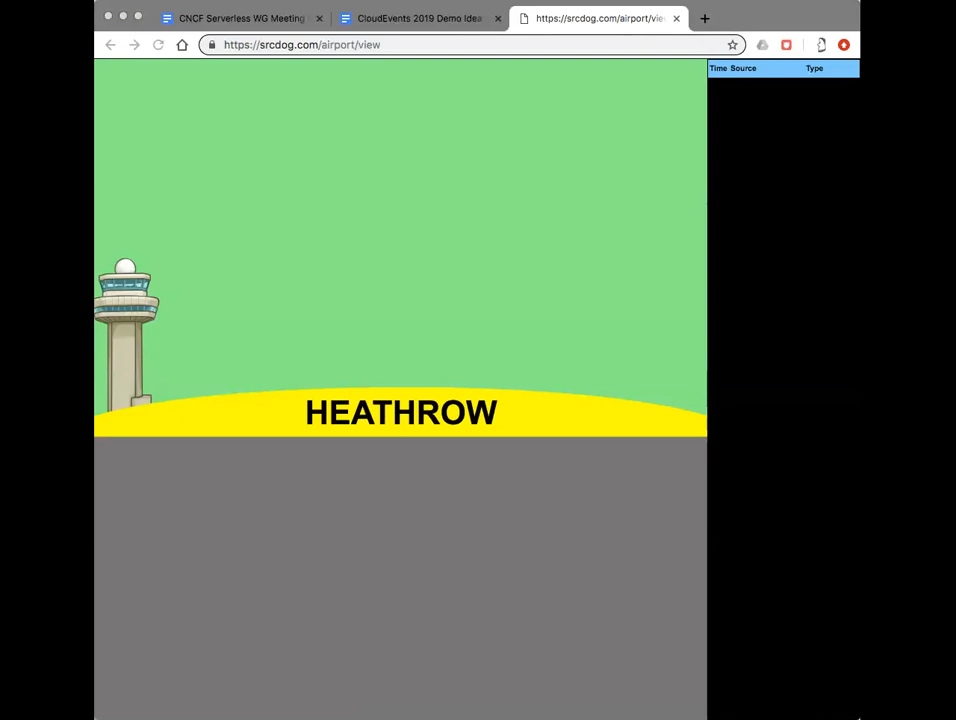 CNCF Serverless WG Meeting
CloudEvents 2019 Demo Idea
https://srcdog.com/airport/vie
https://srcdog.com/airport/view
Time Source Type
HEATHROW